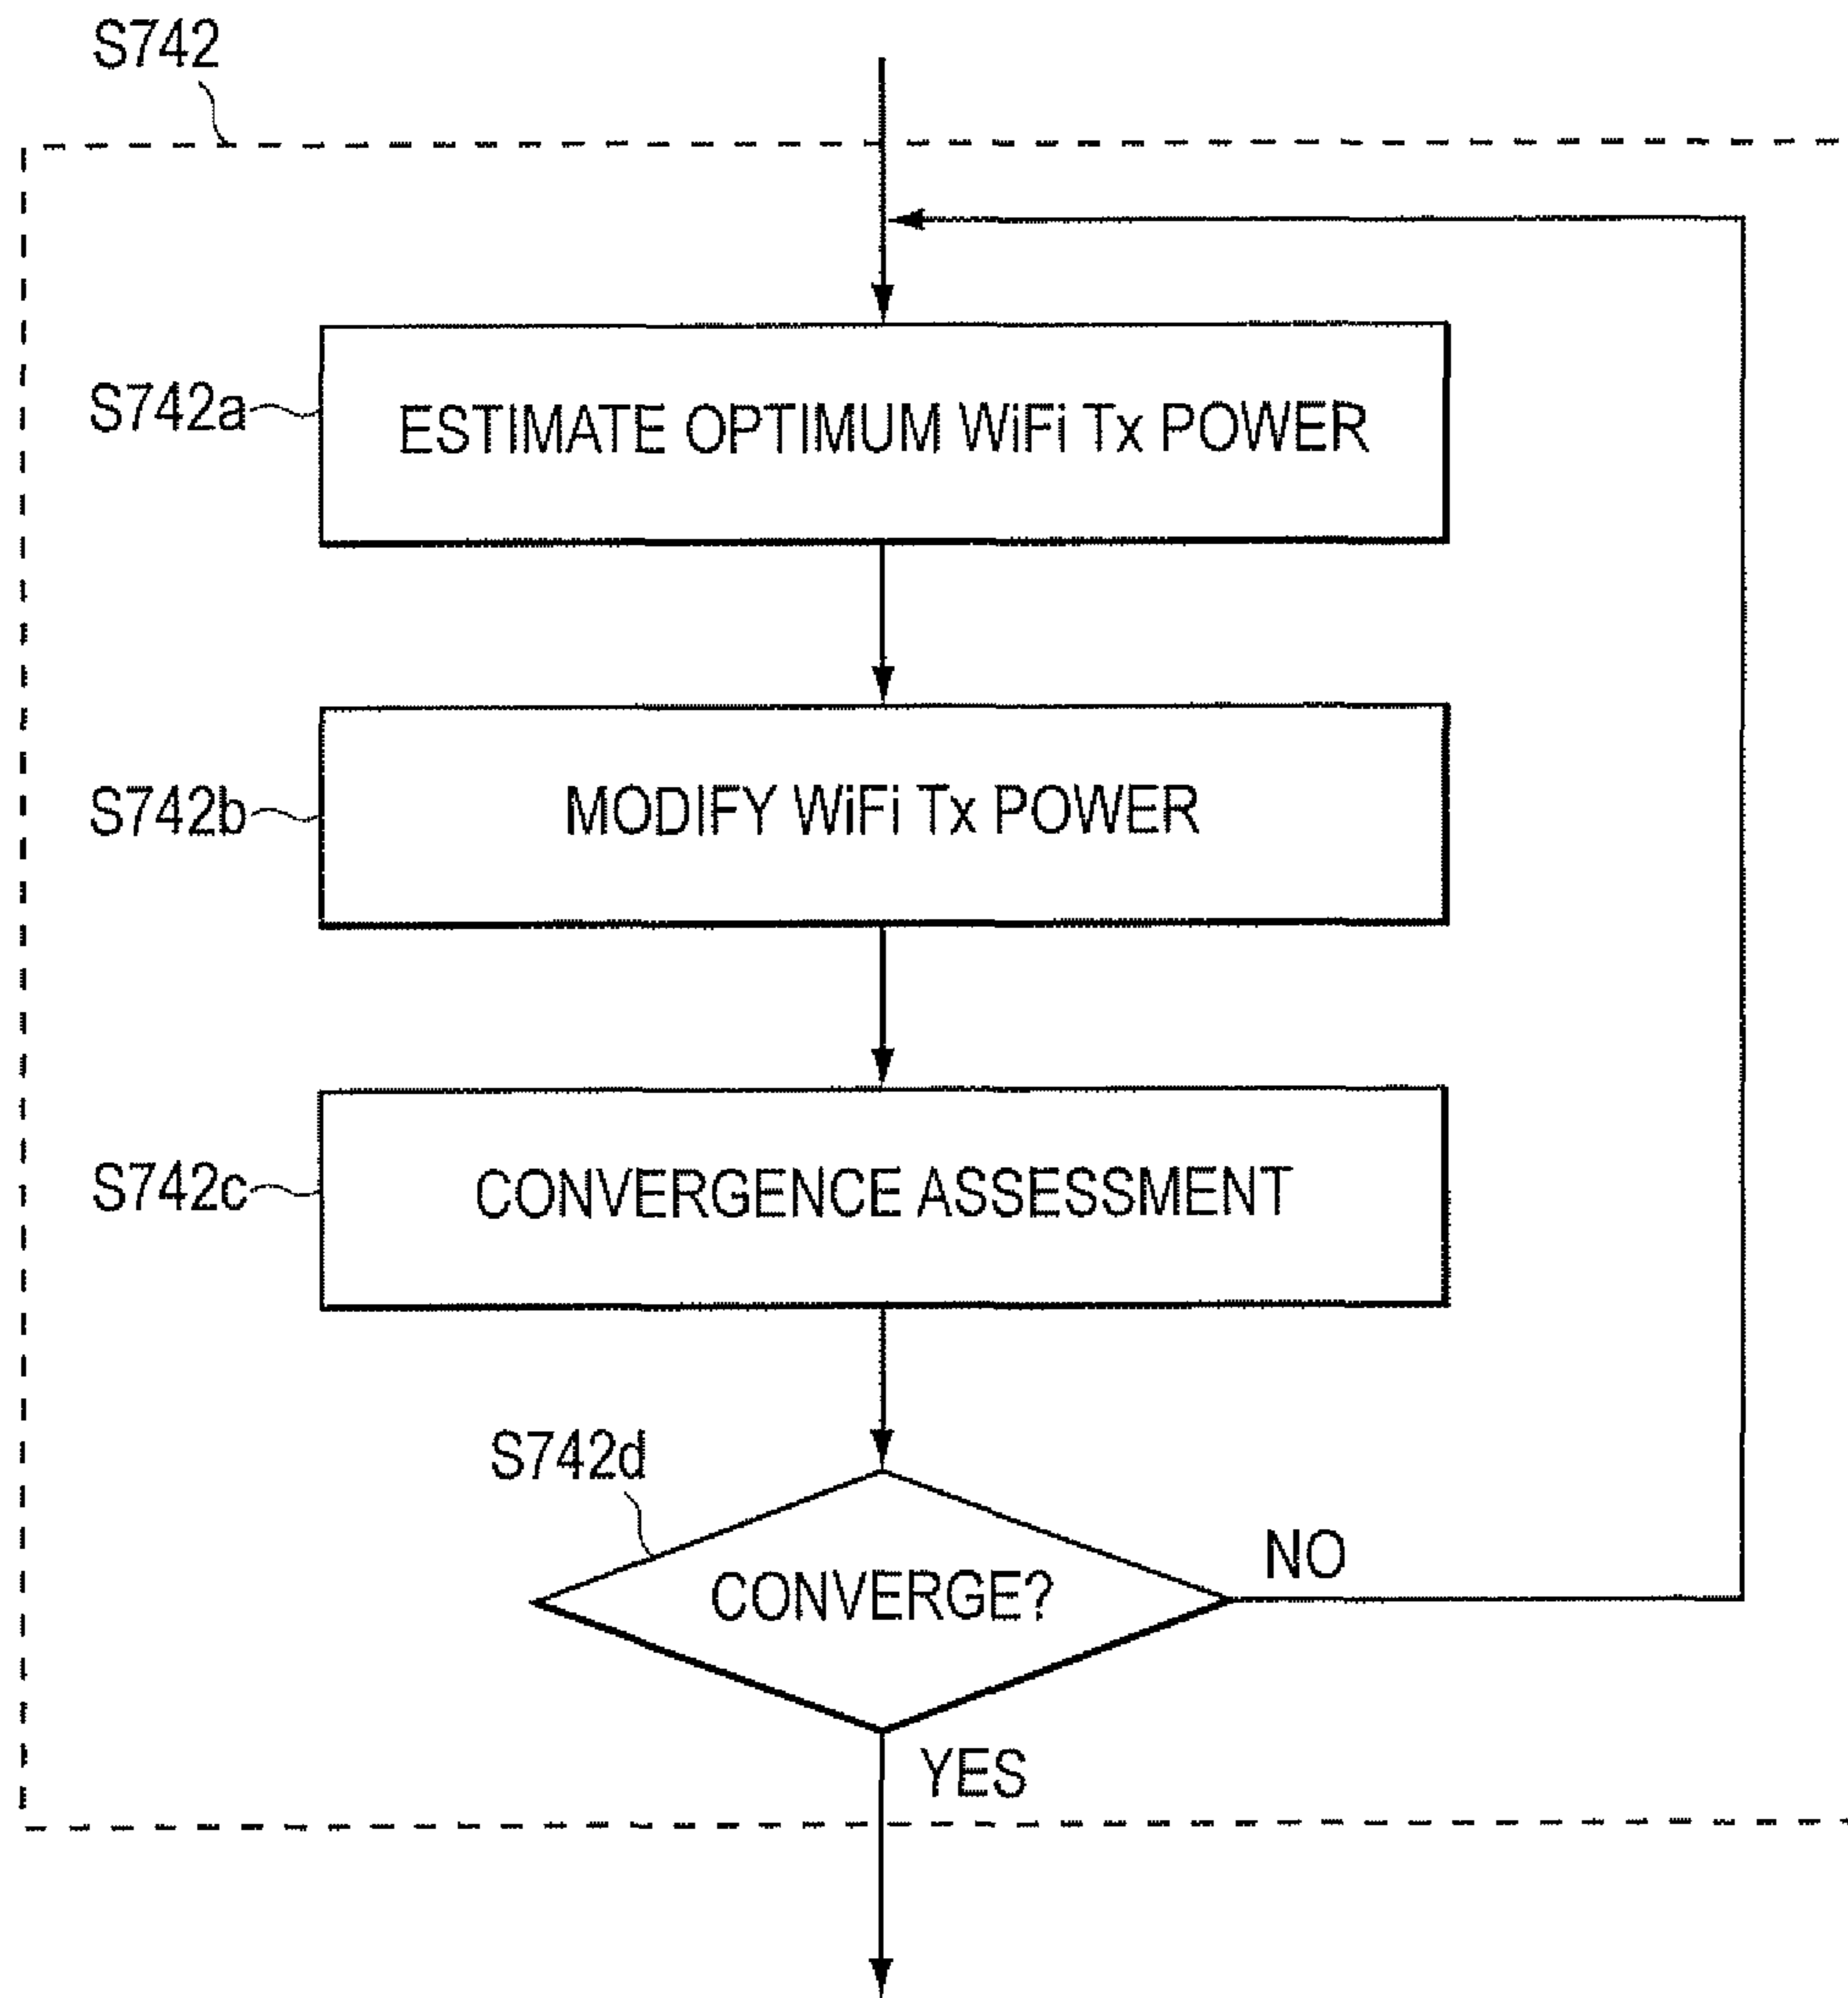 S742
S742a
ESTIMATE OPTIMUM WiFi Tx POWER
S742b
MODIFY WiFi Tx POWER
S742c
CONVERGENCE ASSESSMENT
S742d
CONVERGE?
NO
YES